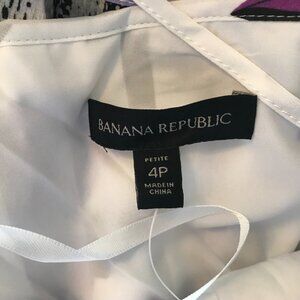 BANANA REPUBLIC
PETITE
4P
MADE IN
CHINA